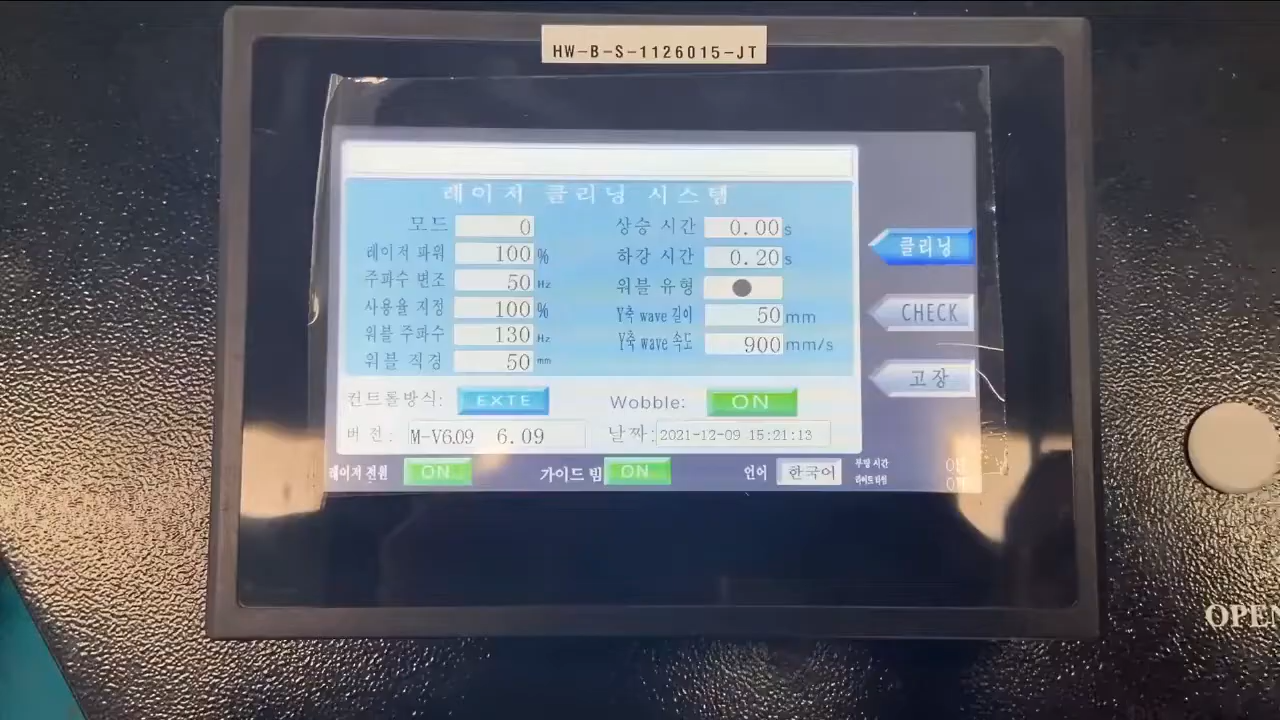 HW-B-S-1126015-JT
레이저 클리닝 시스템
모드 0 상승 시간 0.00 s
레이저 파워 100 % 하강 시간 0.20 s
주파수 변조 50 Hz 위블 유형
사용율 지정 100 % Y축 wave 길이 50 mm
위블 주파수 130 Hz Y축 wave 속도 900 mm/s
위블 직경 50 mm
클리닝
CHECK
고장
컨트롤방식: EXTE Wobble: ON
버 전: M-V6.09 6.09 날짜: 2021-12-09 15:21:13
레이저 전원 ON 가이드 빔 ON 언어 한국어
OPEN